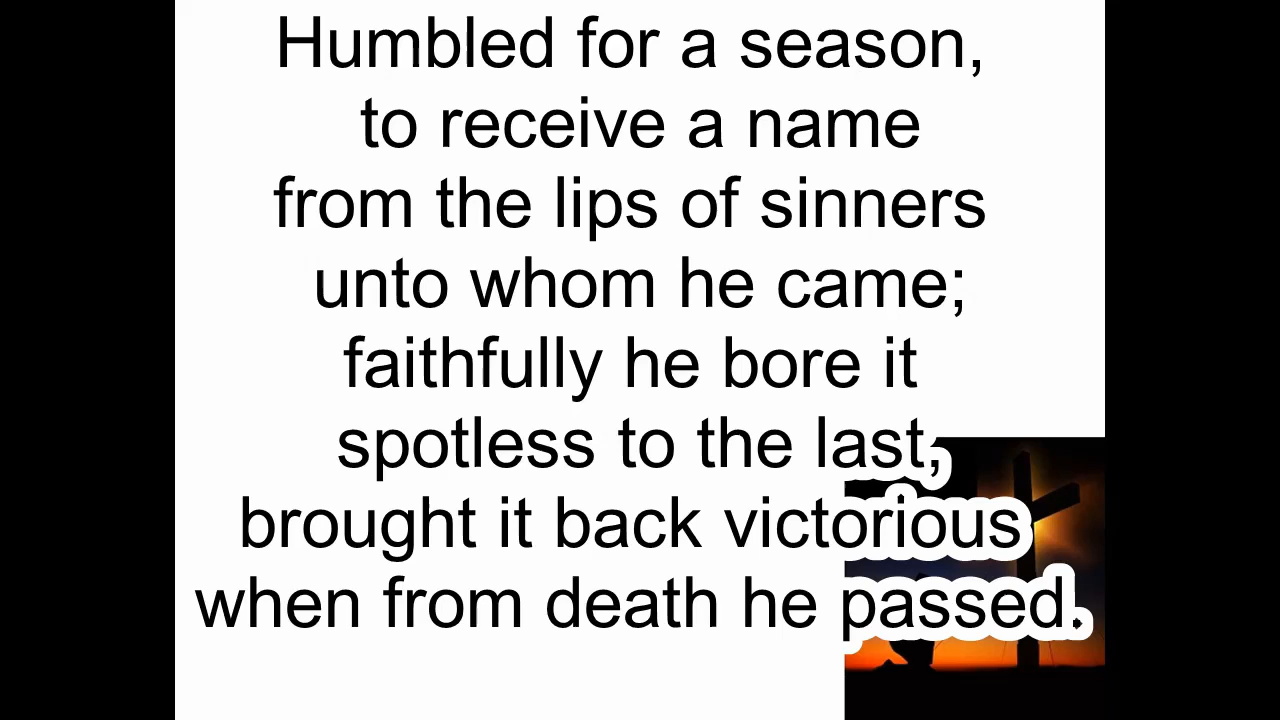 Humbled for a season,
to receive a name
from the lips of sinners
unto whom he came;
faithfully he bore it
spotless to the last,
brought it back victorious
when from death he passed.